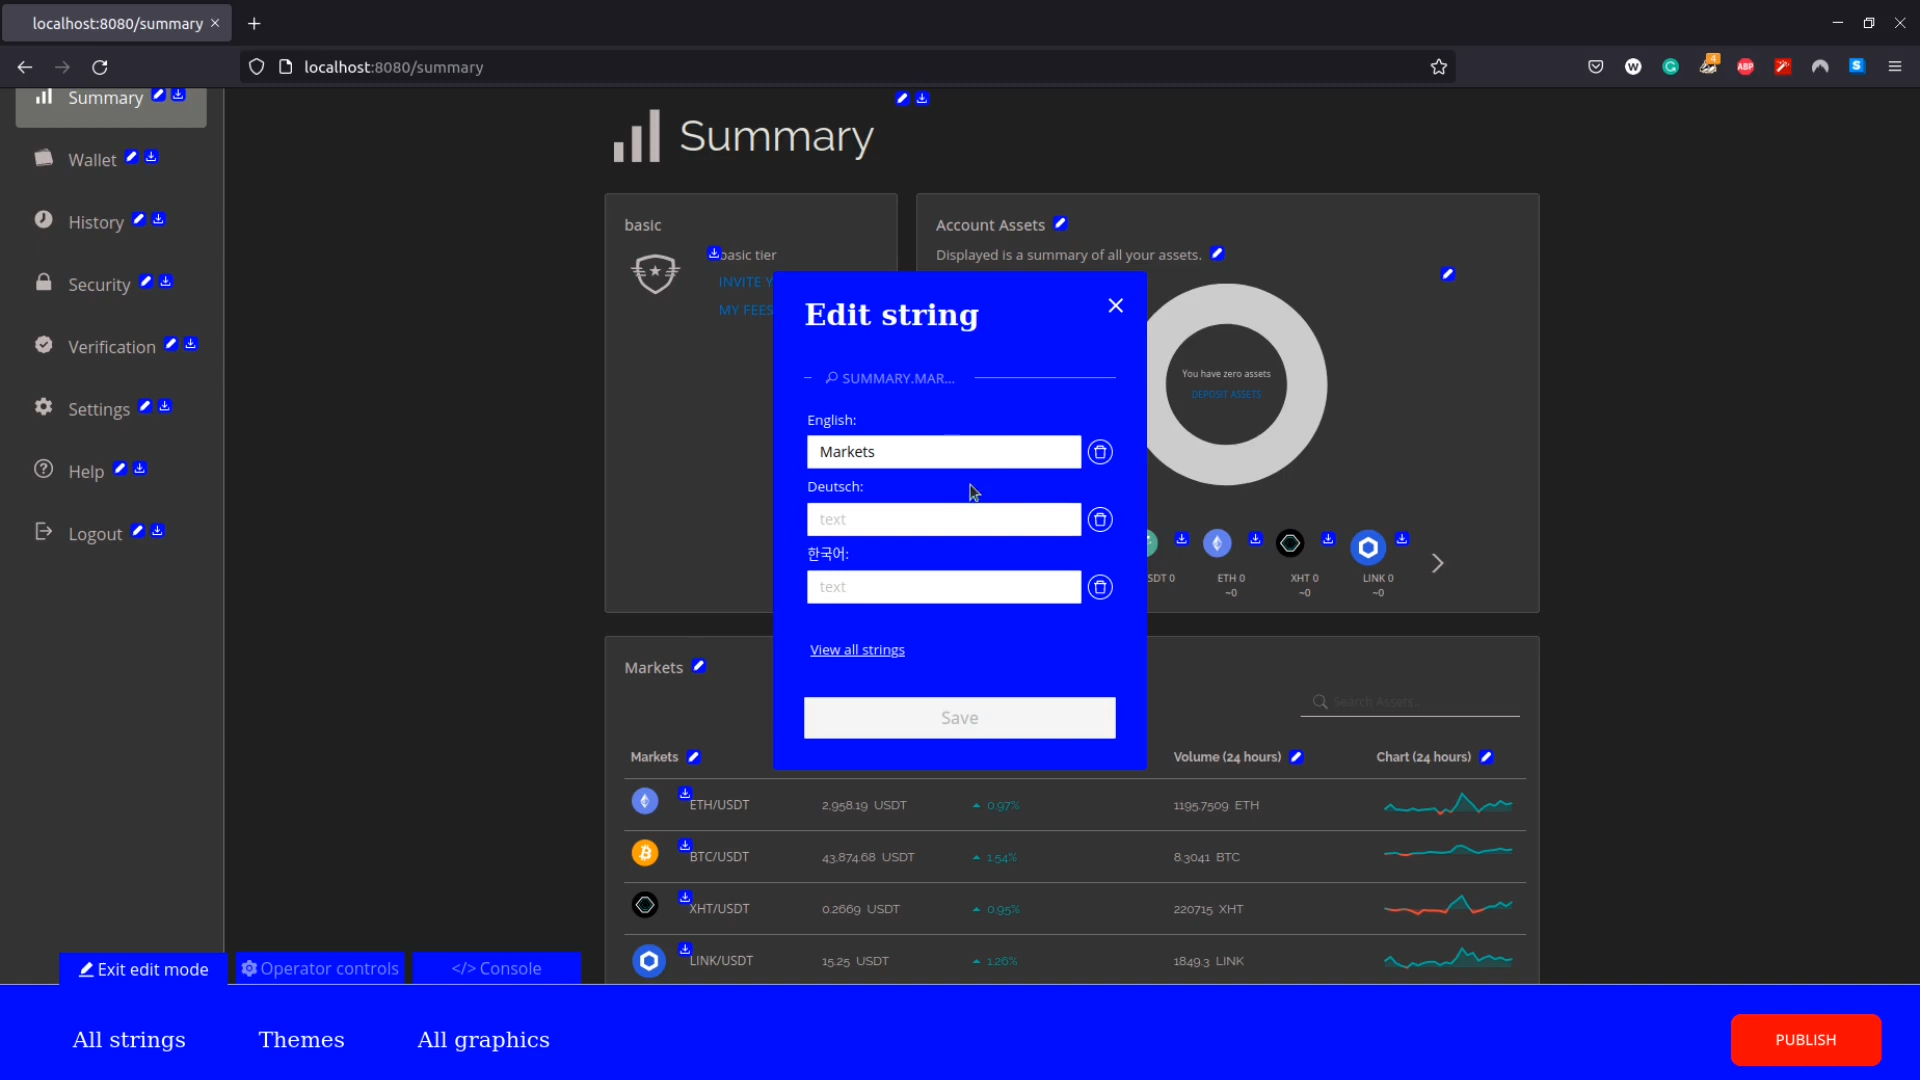 localhost:8080/summary
localhost:8080/summary
Summary
Wallet
History
Security
Verification
Settings
Help
Logout
Summary
basic
basic tier
INVITE Y
MY FEES
Account Assets
Displayed is a summary of all your assets.
You have zero assets
DEPOSIT ASSETS
SDT 0
ETH 0
~0
XHT 0
~0
LINK 0
~0
Edit string
SUMMARY.MAR...
English:
Markets
Deutsch:
text
한국어:
text
View all strings
Save
Markets
Search Assets...
Markets
Volume (24 hours)
Chart (24 hours)
ETH/USDT 2,958.19 USDT 0.97% 1195.7509 ETH
BTC/USDT 43,874.68 USDT 1.54% 8.3041 BTC
XHT/USDT 0.2669 USDT 0.95% 220715 XHT
LINK/USDT 15.25 USDT 1.26% 1849.3 LINK
Exit edit mode
Operator controls
</> Console
All strings
Themes
All graphics
PUBLISH
W
G
4
ABP
S